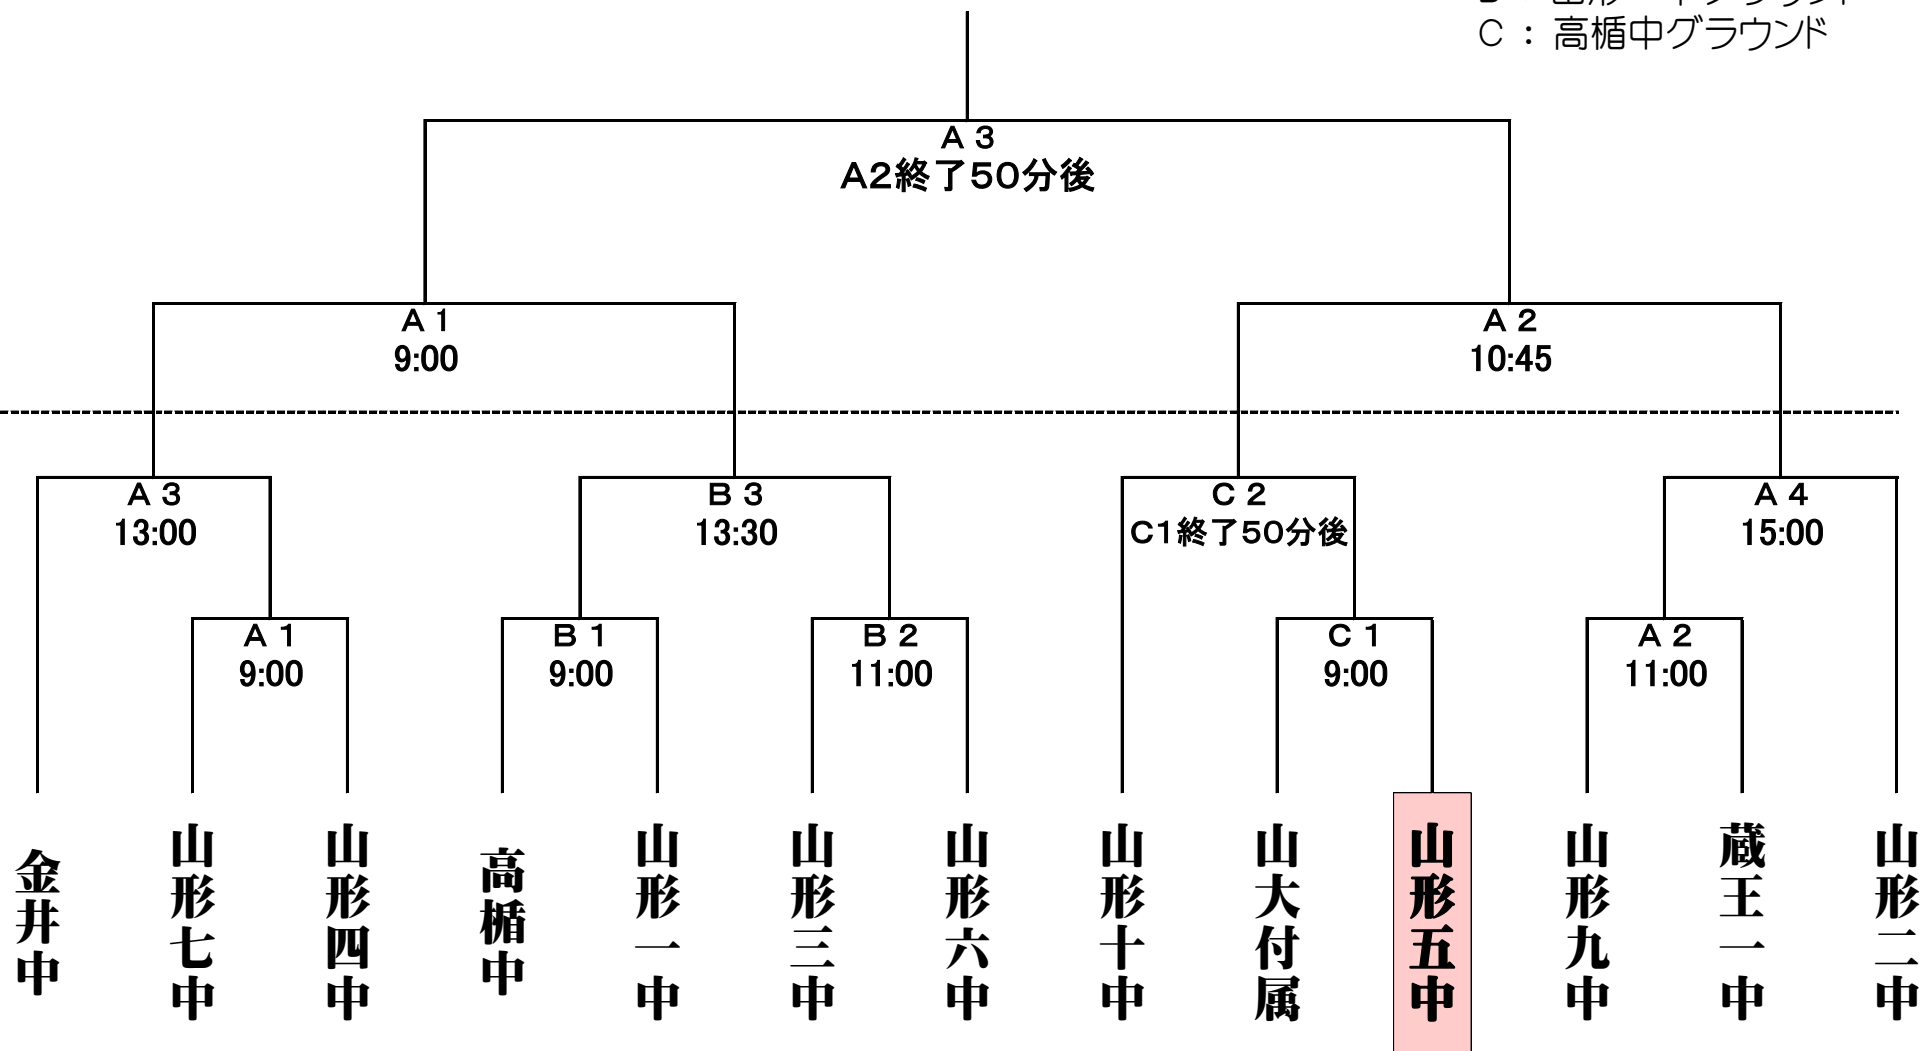 C：高楯中グラウンド
A 3
A2終了50分後
A 1
9:00
A 2
10:45
A 3
13:00
B 3
13:30
C 2
C1終了50分後
A 4
15:00
A 1
9:00
B 1
9:00
B 2
11:00
C 1
9:00
A 2
11:00
金井中
山形七中
山形四中
高楯中
山形一中
山形三中
山形六中
山形十中
山大付属
山形五中
山形九中
蔵王一中
山形二中